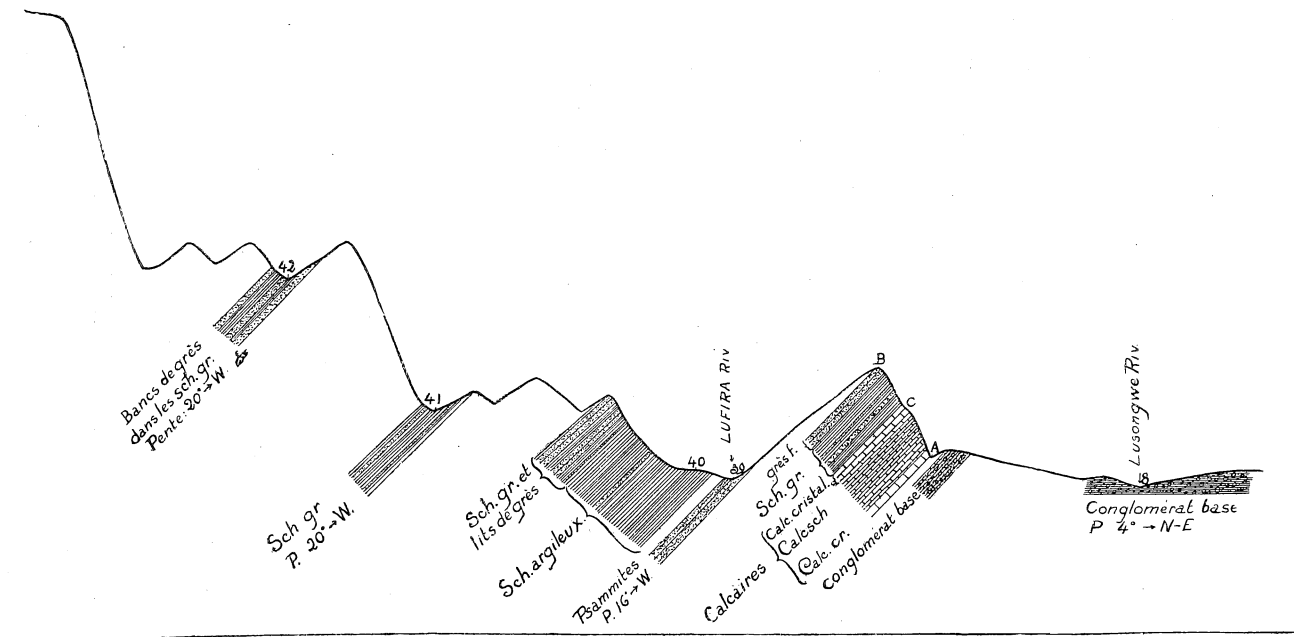 42
Bancs de grès
dans les sch. gr.
Pente: 20° → W.
41
Sch gr
P. 20° → W.
Sch. gr. et
lits de grès
Sch. argileux.
40
Psammites
P. 16° → W.
LUFIRA RIV
39
B
C
A
grès f.
Sch. gr.
Calc. cristal.
Calcsch
Calc. cr.
Calcaires
conglomérat base
Lusongwe Riv.
18
Conglomérat base
P 4° → N-E